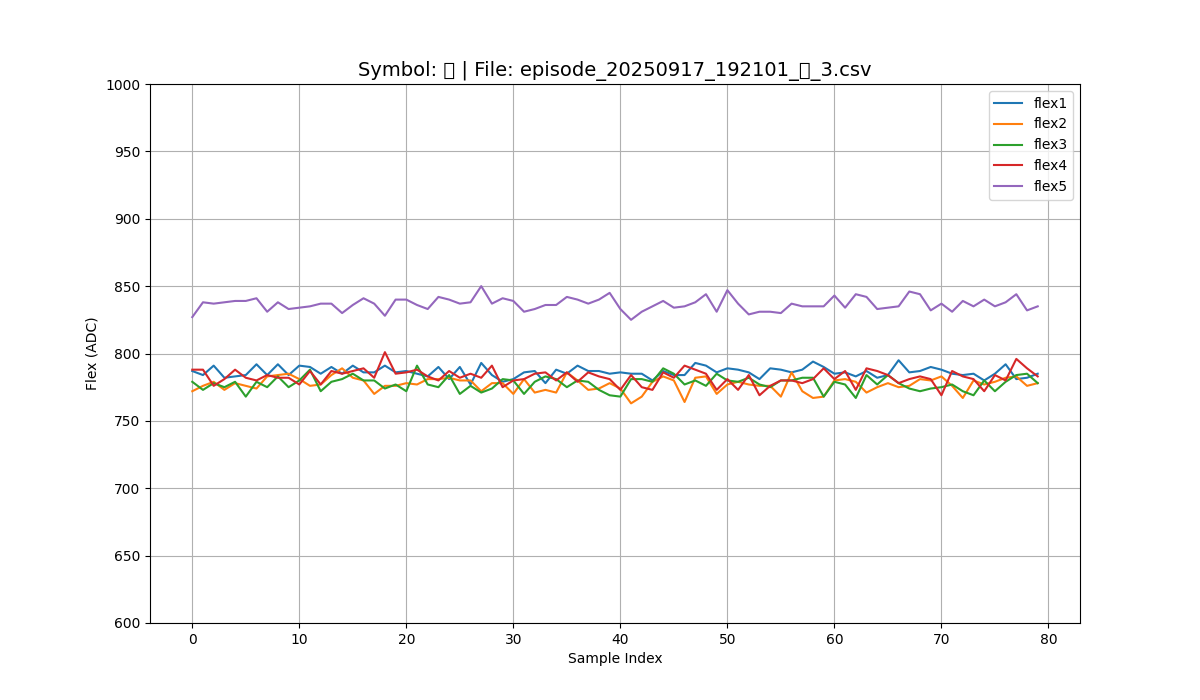 Symbol: | File: episode_20250917_192101_ _3.csv
1000
950
900
850
800
750
700
650
600
Flex (ADC)
flex1
flex2
flex3
flex4
flex5
0 10 20 30 40 50 60 70 80
Sample Index